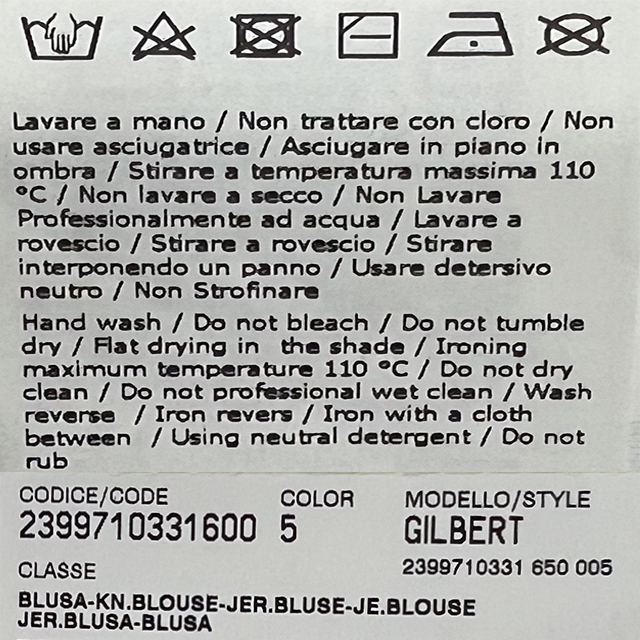 Lavare a mano / Non trattare con cloro / Non
usare asciugatrice / Asciugare in piano in
ombra / Stirare a temperatura massima 110
°C / Non lavare a secco / Non Lavare
Professionalmente ad acqua / Lavare a
rovescio / Stirare a rovescio / Stirare
interponendo un panno / Usare detersivo
neutro / Non Strofinare
Hand wash / Do not bleach / Do not tumble
dry / Flat drying in the shade / Ironing
maximum temperature 110 °C / Do not dry
clean / Do not professional wet clean / Wash
reverse / Iron revers / Iron with a cloth
between / Using neutral detergent / Do not
rub
CODICE/CODE COLOR MODELLO/STYLE
2399710331600 5 GILBERT
CLASSE 2399710331 650 005
BLUSA-KN.BLOUSE-JER.BLUSE-JE.BLOUSE
JER.BLUSA-BLUSA